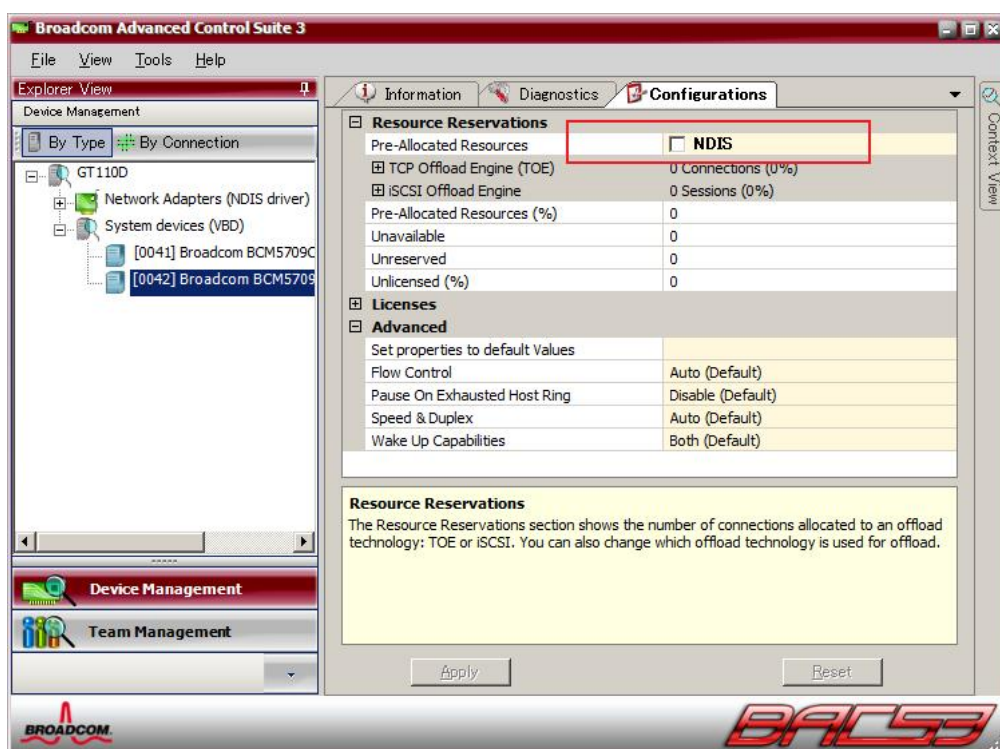 Broadcom Advanced Control Suite 3
File View Tools Help
Explorer View
Device Management
By Type By Connection
GT110D
Network Adapters (NDIS driver)
System devices (VBD)
[0041] Broadcom BCM5709C
[0042] Broadcom BCM5709
Information Diagnostics Configurations
Resource Reservations
Pre-Allocated Resources NDIS
TCP Offload Engine (TOE) 0 Connections (0%)
iSCSI Offload Engine 0 Sessions (0%)
Pre-Allocated Resources (%) 0
Unavailable 0
Unreserved 0
Unlicensed (%) 0
Licenses
Advanced
Set properties to default Values
Flow Control Auto (Default)
Pause On Exhausted Host Ring Disable (Default)
Speed & Duplex Auto (Default)
Wake Up Capabilities Both (Default)
Resource Reservations
The Resource Reservations section shows the number of connections allocated to an offload
technology: TOE or iSCSI. You can also change which offload technology is used for offload.
Context View
Device Management
Team Management
Apply Reset
BROADCOM.
BACS3